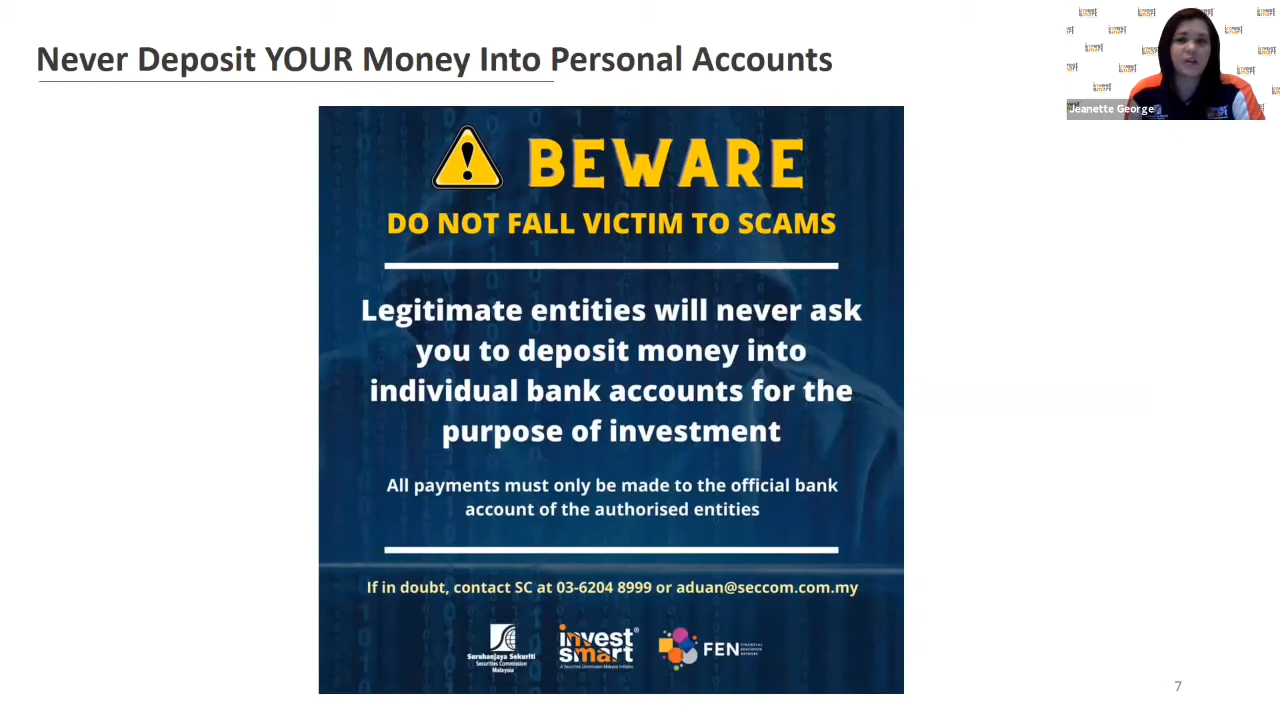 Never Deposit YOUR Money Into Personal Accounts
invest
smart
Jeanette George
BEWARE
DO NOT FALL VICTIM TO SCAMS
Legitimate entities will never ask
you to deposit money into
individual bank accounts for the
purpose of investment
All payments must only be made to the official bank
account of the authorised entities
If in doubt, contact SC at 03-6204 8999 or aduan@seccom.com.my
Suruhanjaya Sekuriti
Securities Commission
Malaysia
invest
smart®
A Securities Commission Malaysia Initiative
FEN
FINANCIAL
EDUCATION
NETWORK
7